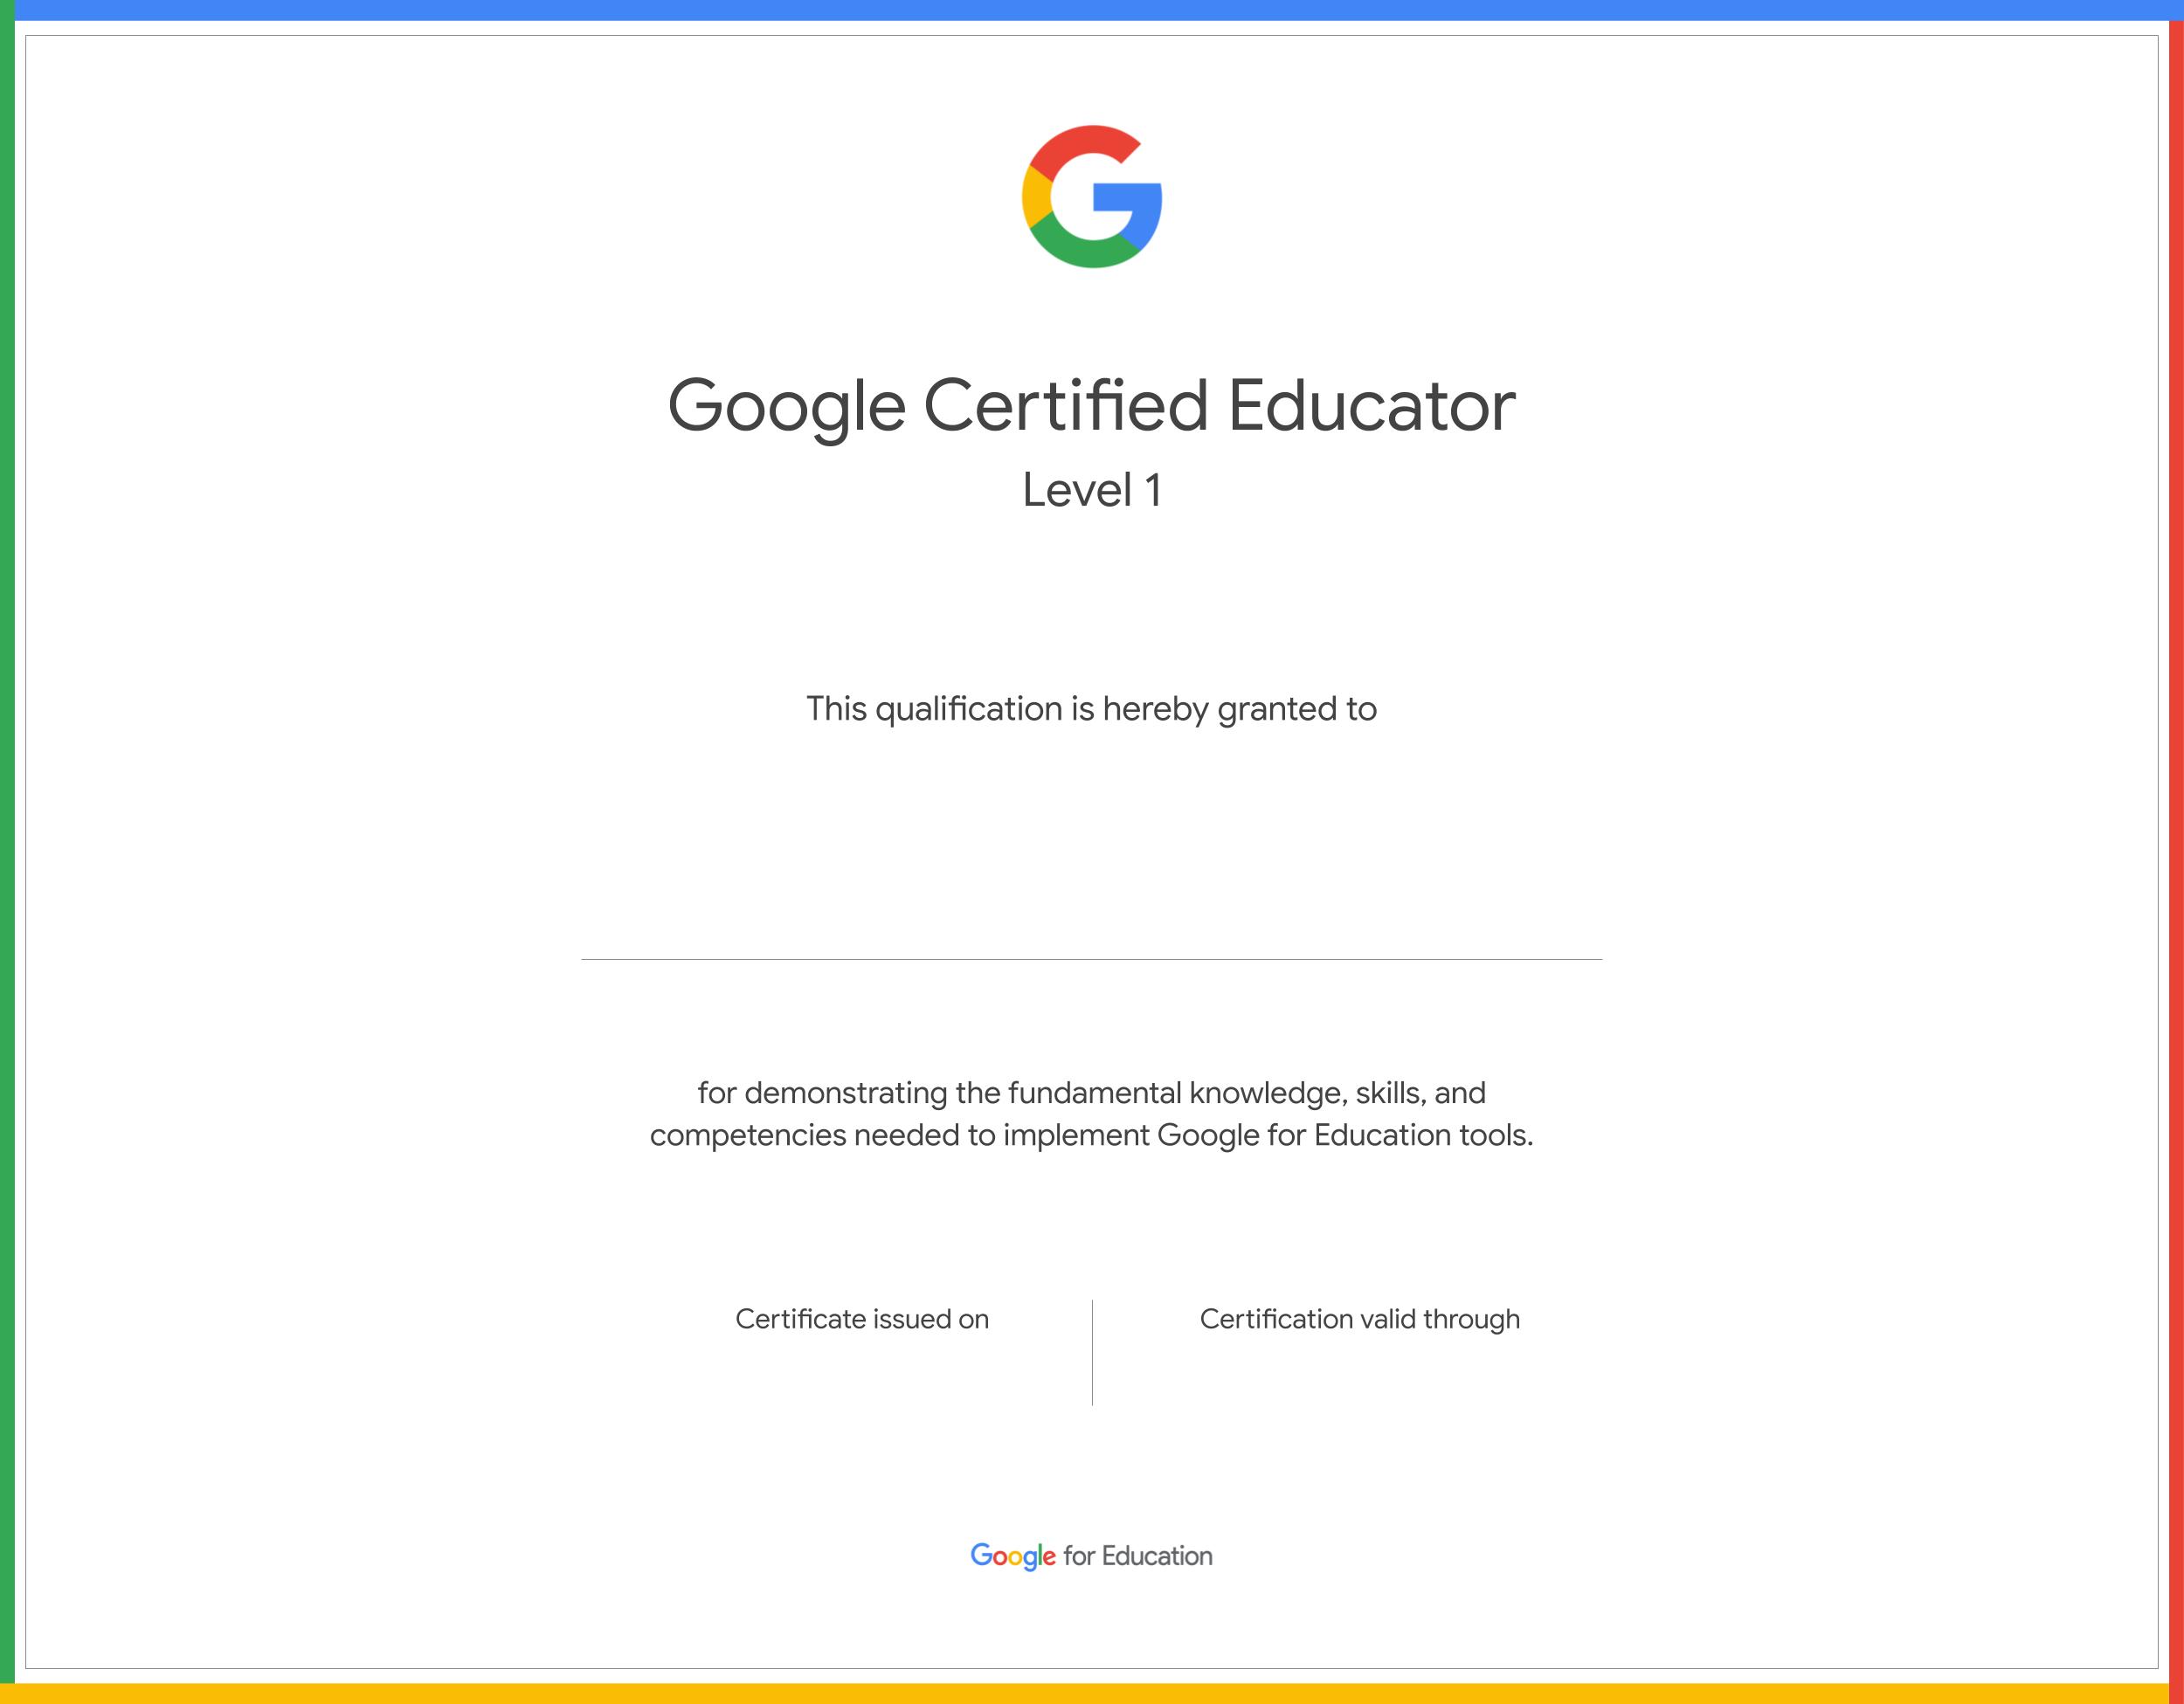 Google Certified Educator
Level 1
This qualification is hereby granted to
for demonstrating the fundamental knowledge, skills, and
competencies needed to implement Google for Education tools.
Certificate issued on
Certification valid through
Google for Education